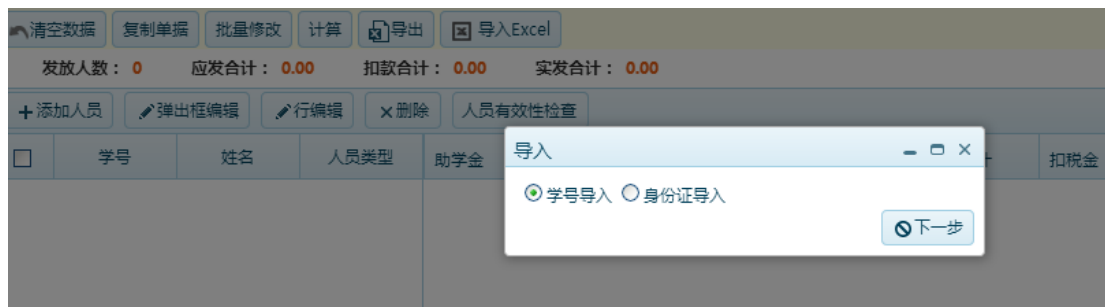 清空数据 复制单据 批量修改 计算 导出 导入Excel
发放人数： 0 应发合计： 0.00 扣款合计： 0.00 实发合计： 0.00
添加人员 弹出框编辑 行编辑 删除 人员有效性检查
学号 姓名 人员类型 助学金 扣税金
导入
学号导入 身份证导入
下一步